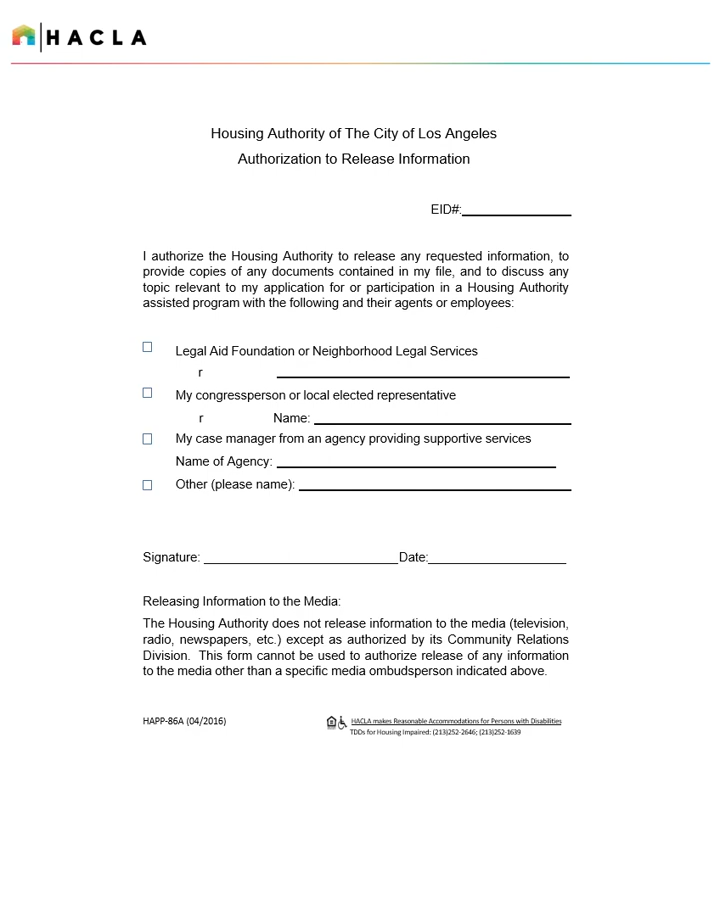 HACLA
Housing Authority of The City of Los Angeles
Authorization to Release Information
EID#:
I authorize the Housing Authority to release any requested information, to
provide copies of any documents contained in my file, and to discuss any
topic relevant to my application for or participation in a Housing Authority
assisted program with the following and their agents or employees:
Legal Aid Foundation or Neighborhood Legal Services
r
My congressperson or local elected representative
r Name:
My case manager from an agency providing supportive services
Name of Agency:
Other (please name):
Signature: Date:
Releasing Information to the Media:
The Housing Authority does not release information to the media (television,
radio, newspapers, etc.) except as authorized by its Community Relations
Division. This form cannot be used to authorize release of any information
to the media other than a specific media ombudsperson indicated above.
HAPP-86A (04/2016)
HACLA makes Reasonable Accommodations for Persons with Disabilities
TDDs for Housing Impaired: (213)252-2646; (213)252-1639